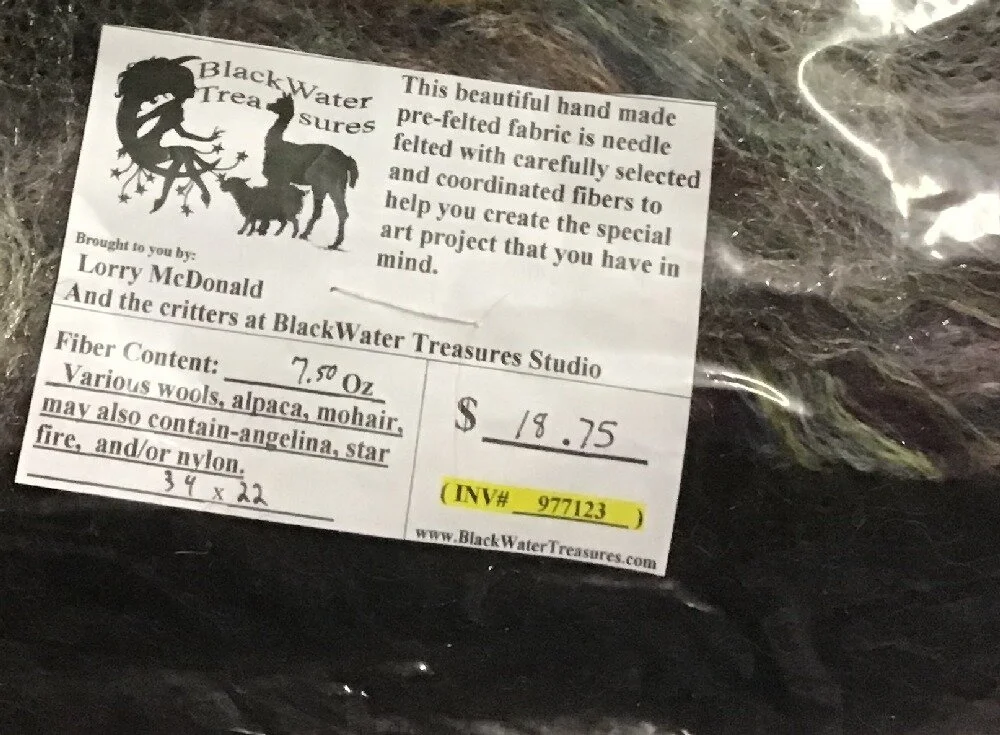 BlackWater
Trea sures
This beautiful hand made
pre-felted fabric is needle
felted with carefully selected
and coordinated fibers to
help you create the special
art project that you have in
mind.
Brought to you by:
Lorry McDonald
And the critters at BlackWater Treasures Studio
Fiber Content: 7.50 Oz
Various wools, alpaca, mohair,
may also contain-angelina, star
fire, and/or nylon.
34 x 22
$ 18.75
(INV# 977123 )
www.BlackWaterTreasures.com